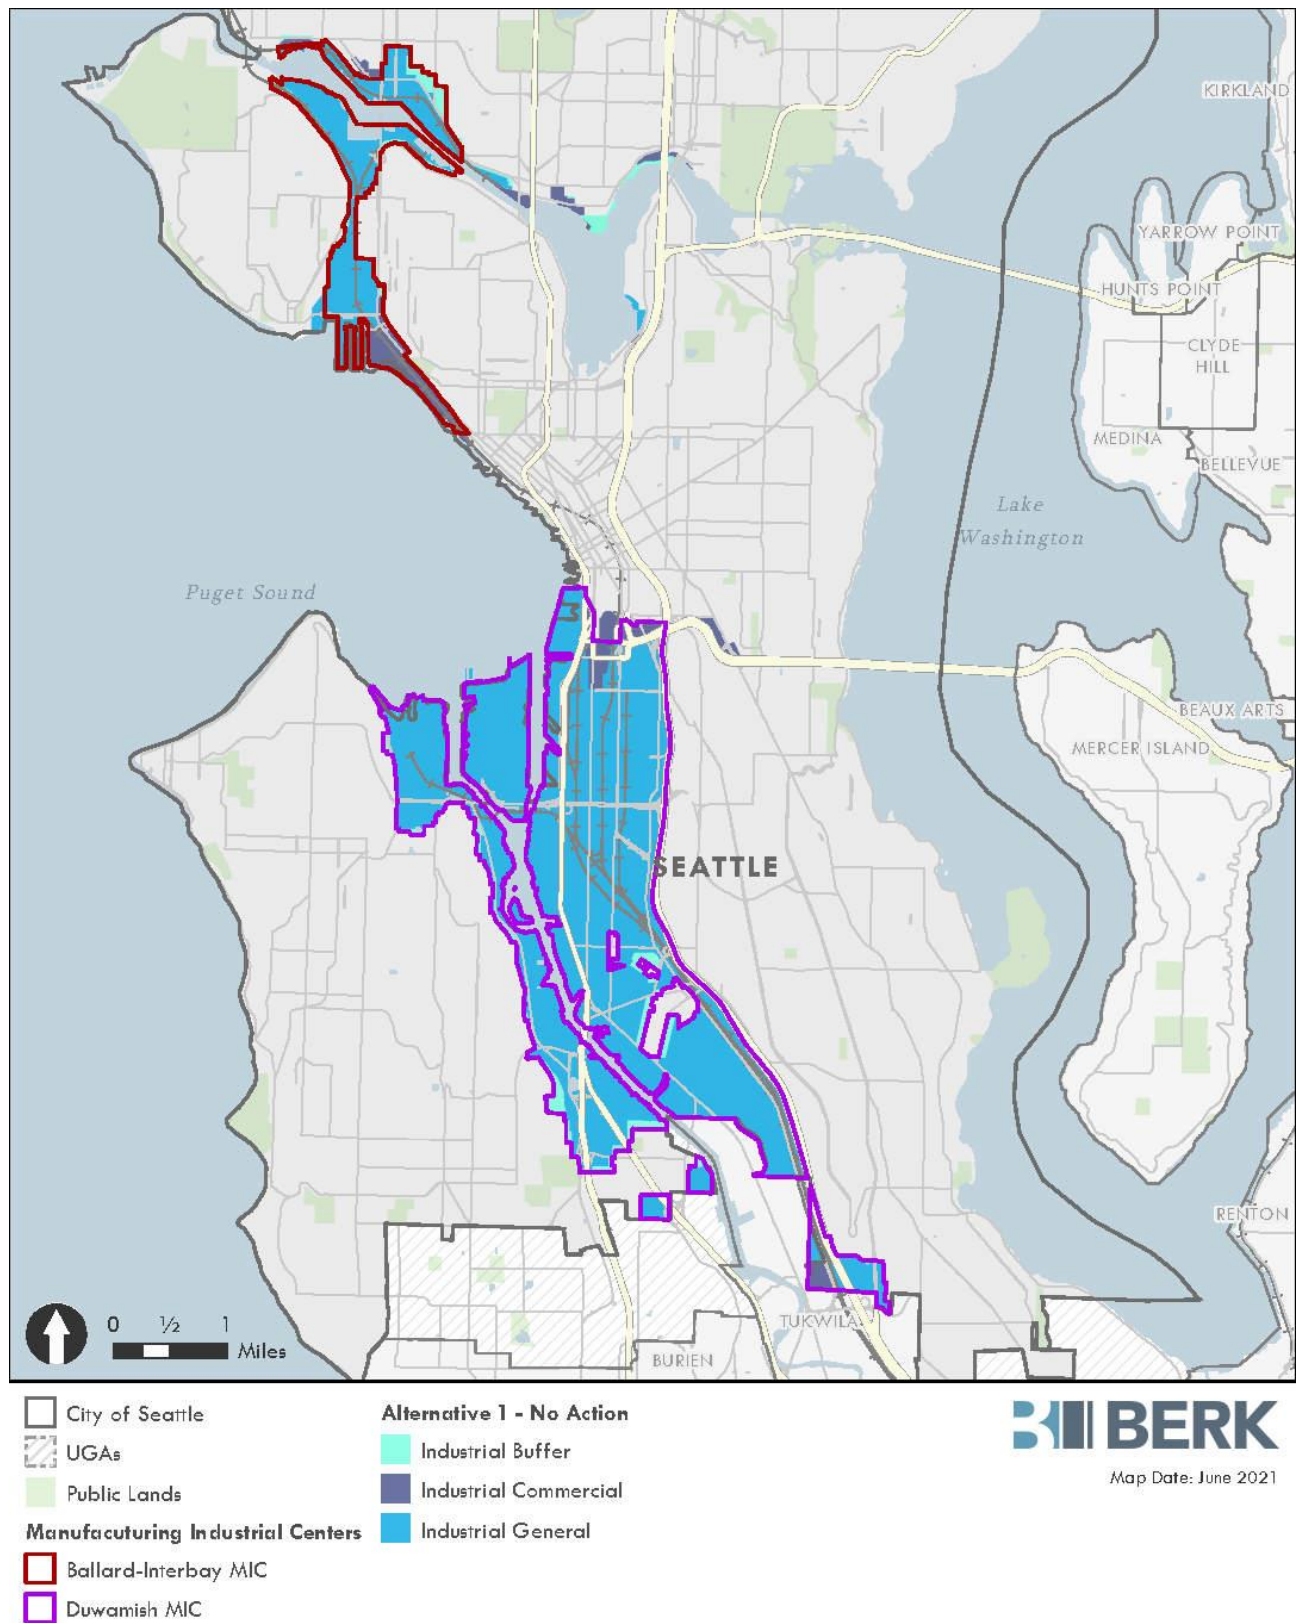 KIRKLAND
YARROW POINT
HUNTS POINT
CLYDE
HILL
MEDINA
BELLEVUE
Lake
Washington
Puget Sound
BEAUX ARTS
MERCER ISLAND
SEATTLE
RENTON
TUKWILA
BURIEN
0 ½ 1
Miles
City of Seattle
UGAs
Public Lands
Manufacuturing Industrial Centers
Ballard-Interbay MIC
Duwamish MIC
Alternative 1 - No Action
Industrial Buffer
Industrial Commercial
Industrial General
BERK
Map Date: June 2021